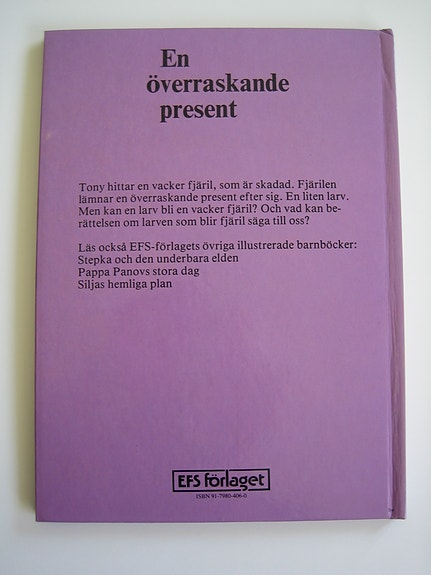 En
överraskande
present
Tony hittar en vacker fjäril, som är skadad. Fjärilen
lämnar en överraskande present efter sig. En liten larv.
Men kan en larv bli en vacker fjäril? Och vad kan be-
rättelsen om larven som blir fjäril säga till oss?
Läs också EFS-förlagets övriga illustrerade barnböcker:
Stepka och den underbara elden
Pappa Panovs stora dag
Siljas hemliga plan
EFS förlaget
ISBN 91-7980-406-0